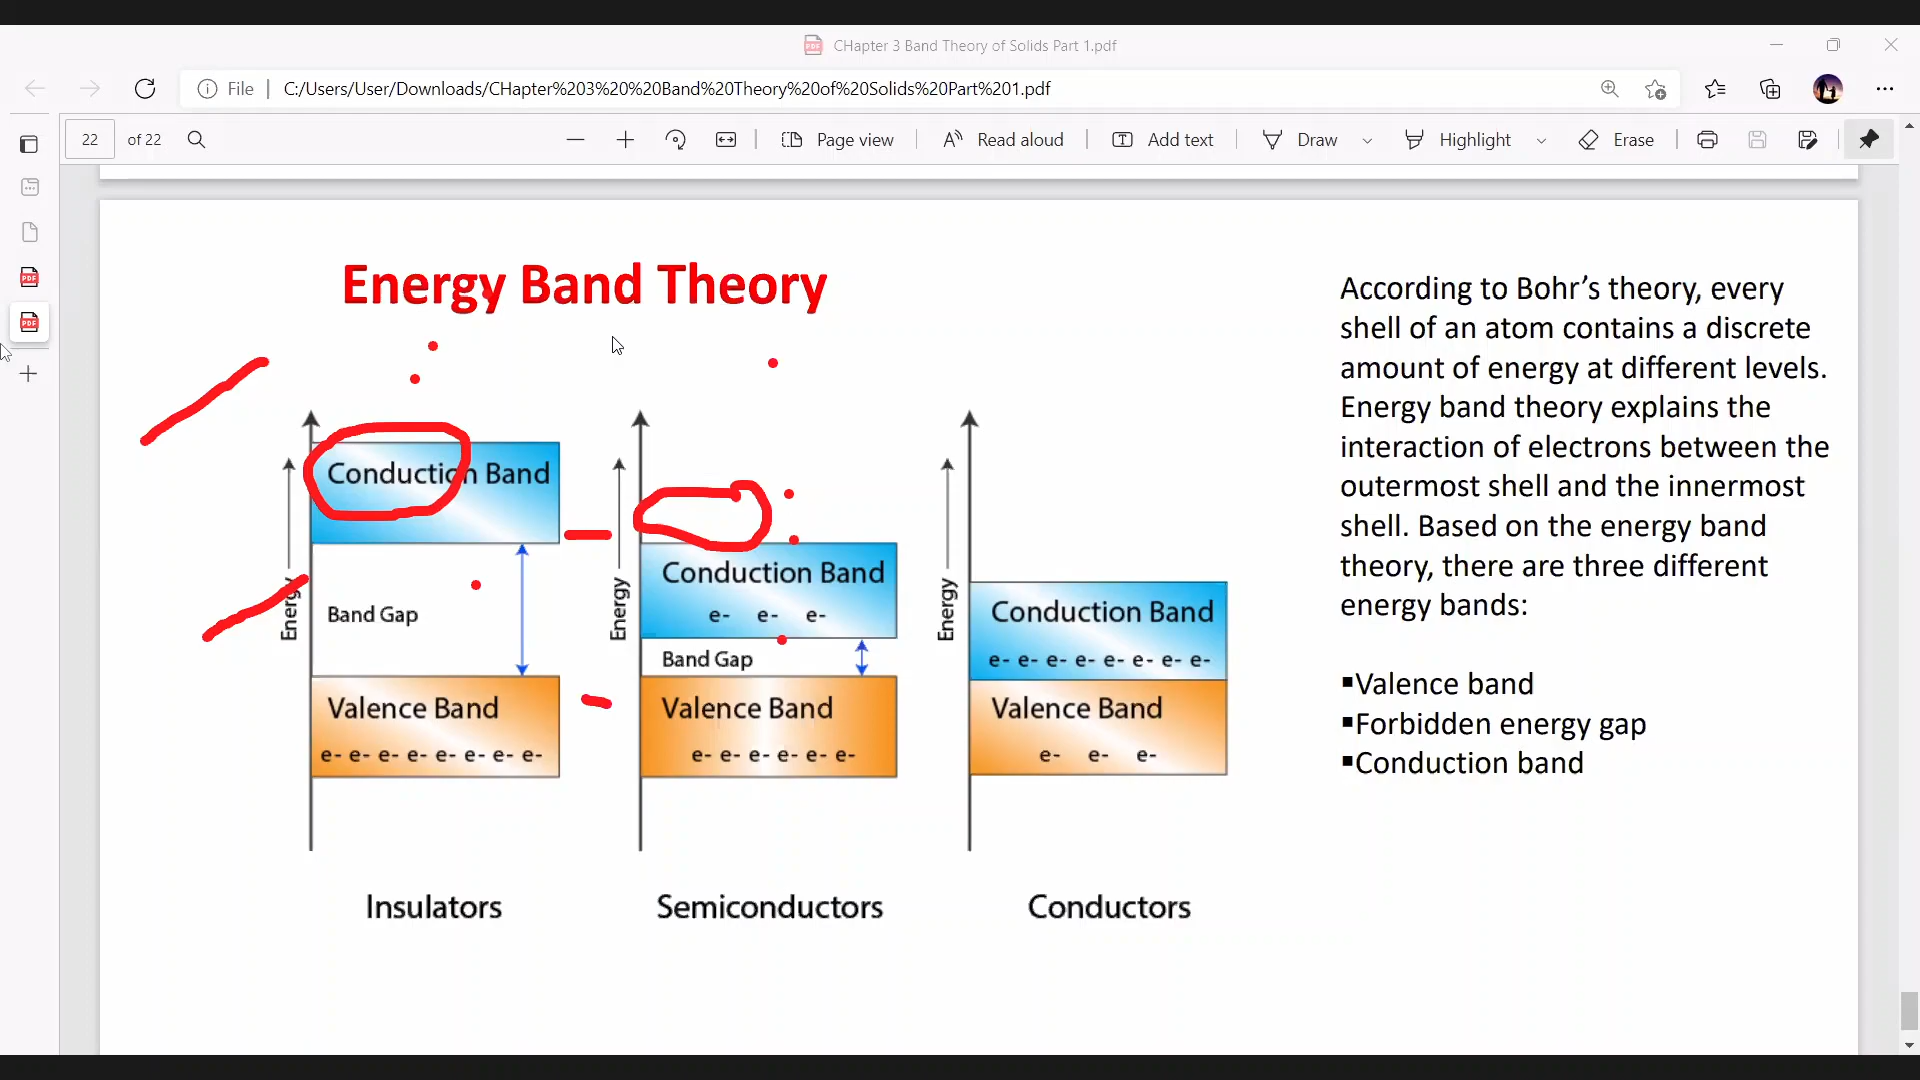 CHapter 3 Band Theory of Solids Part 1.pdf
File
C:/Users/User/Downloads/CHapter%203%20%20Band%20Theory%20of%20Solids%20Part%201.pdf
22 of 22
Page view
Read aloud
Add text
Draw
Highlight
Erase
PDF
PDF
Energy Band Theory
Energy
Conduction Band
Band Gap
Valence Band
e- e- e- e- e- e- e- e-
Insulators
Energy
Conduction Band
e- e- e-
Band Gap
Valence Band
e- e- e- e- e- e-
Semiconductors
Energy
Conduction Band
e- e- e- e- e- e- e- e-
Valence Band
e- e- e-
Conductors
According to Bohr’s theory, every
shell of an atom contains a discrete
amount of energy at different levels.
Energy band theory explains the
interaction of electrons between the
outermost shell and the innermost
shell. Based on the energy band
theory, there are three different
energy bands:
▪Valence band
▪Forbidden energy gap
▪Conduction band